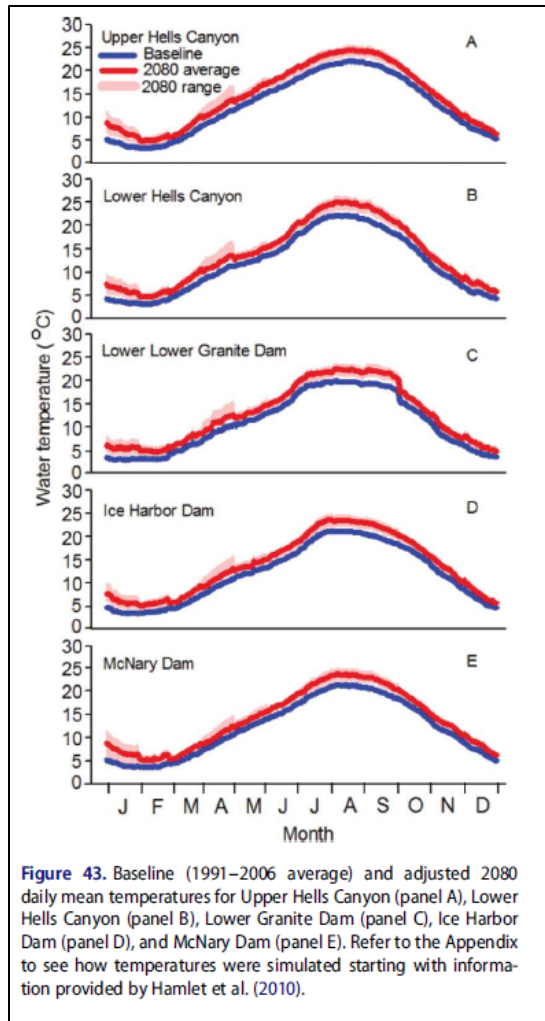 Upper Hells Canyon
Baseline
2080 average
2080 range
A
30
25
20
15
10
5
0
Lower Hells Canyon
B
30
25
20
15
10
5
0
Lower Lower Granite Dam
C
30
25
20
15
10
5
0
Ice Harbor Dam
D
30
25
20
15
10
5
0
McNary Dam
E
30
25
20
15
10
5
0
Water temperature (°C)
J F M A M J J A S O N D
Month
Figure 43. Baseline (1991–2006 average) and adjusted 2080
daily mean temperatures for Upper Hells Canyon (panel A), Lower
Hells Canyon (panel B), Lower Granite Dam (panel C), Ice Harbor
Dam (panel D), and McNary Dam (panel E). Refer to the Appendix
to see how temperatures were simulated starting with informa-
tion provided by Hamlet et al. (2010).